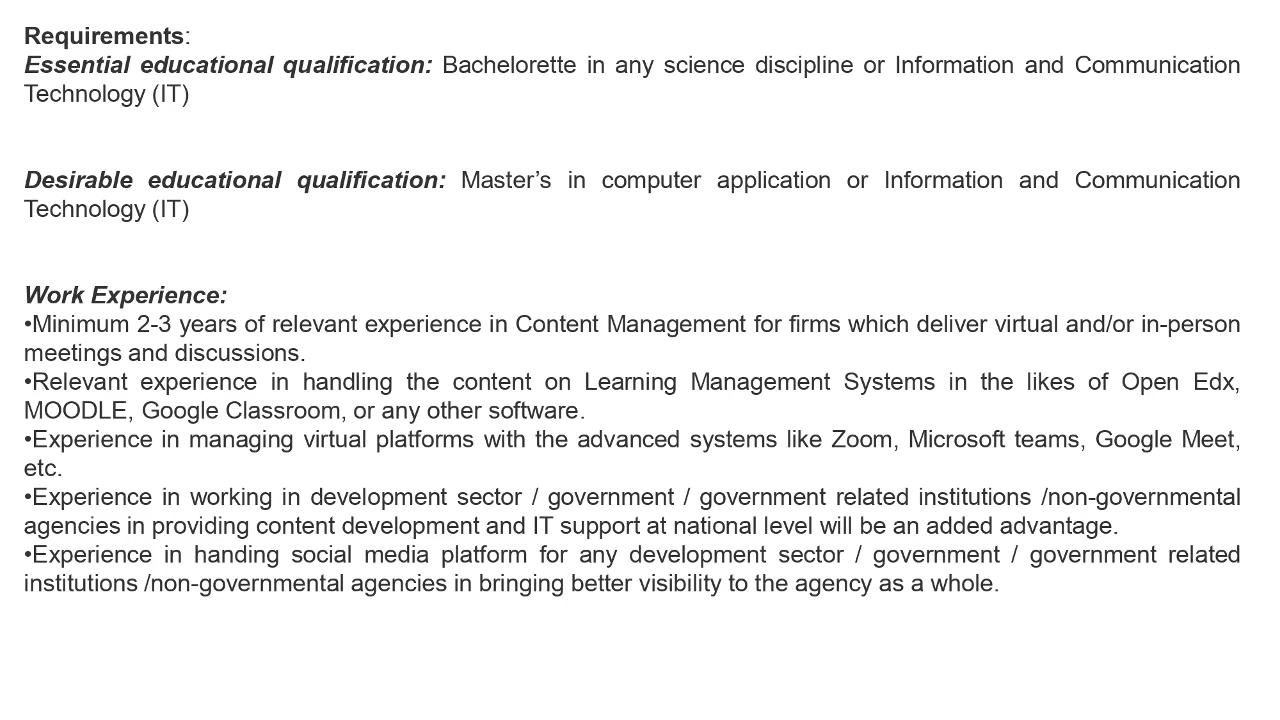 Requirements:
Essential educational qualification: Bachelorette in any science discipline or Information and Communication
Technology (IT)
Desirable educational qualification: Master’s in computer application or Information and Communication
Technology (IT)
Work Experience:
•Minimum 2-3 years of relevant experience in Content Management for firms which deliver virtual and/or in-person
meetings and discussions.
•Relevant experience in handling the content on Learning Management Systems in the likes of Open Edx,
MOODLE, Google Classroom, or any other software.
•Experience in managing virtual platforms with the advanced systems like Zoom, Microsoft teams, Google Meet,
etc.
•Experience in working in development sector / government / government related institutions /non-governmental
agencies in providing content development and IT support at national level will be an added advantage.
•Experience in handing social media platform for any development sector / government / government related
institutions /non-governmental agencies in bringing better visibility to the agency as a whole.